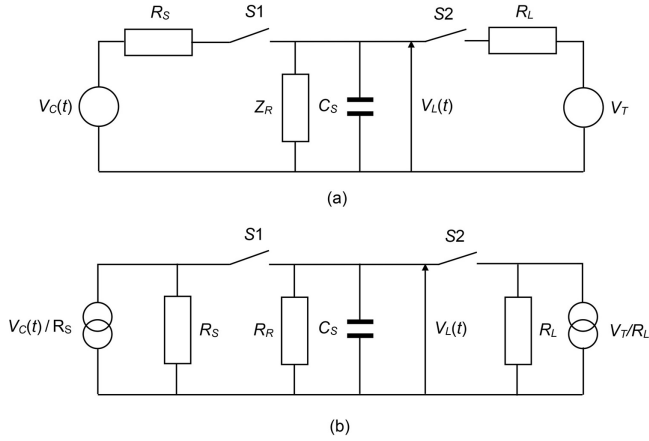 R_S S1 S2 R_L
V_C(t) Z_R C_S V_L(t) V_T
(a)
S1 S2
V_C(t) / R_S R_S R_R C_S V_L(t) R_L V_T/R_L
(b)